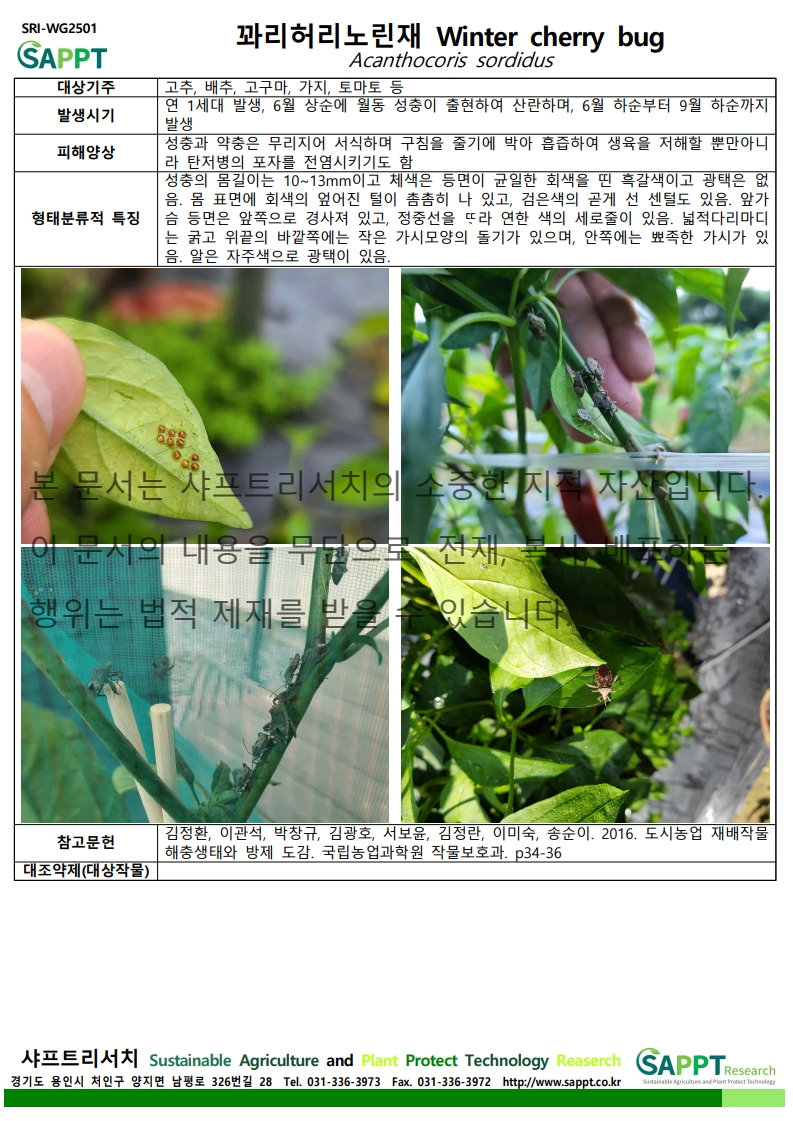 SRI-WG2501
SAPPT
꽈리허리노린재 Winter cherry bug
Acanthocoris sordidus
대상기주 고추, 배추, 고구마, 가지, 토마토 등
발생시기 연 1세대 발생, 6월 상순에 월동 성충이 출현하여 산란하며, 6월 하순부터 9월 하순까지
발생
피해양상 성충과 약충은 무리지어 서식하며 구침을 줄기에 박아 흡즙하여 생육을 저해할 뿐만아니
라 탄저병의 포자를 전염시키기도 함
형태분류적 특징 성충의 몸길이는 10~13mm이고 체색은 등면이 균일한 회색을 띤 흑갈색이고 광택은 없
음. 몸 표면에 회색의 엎어진 털이 촘촘히 나 있고, 검은색의 곧게 선 센털도 있음. 앞가
슴 등면은 앞쪽으로 경사져 있고, 정중선을 따라 연한 색의 세로줄이 있음. 넓적다리마디
는 굵고 위끝의 바깥쪽에는 작은 가시모양의 돌기가 있으며, 안쪽에는 뾰족한 가시가 있
음. 알은 자주색으로 광택이 있음.
본 문서는 샤프트리서치의 소중한 지적 자산입니다.
이 문서의 내용을 무단으로 전재, 복사, 배포하는
행위는 법적 제재를 받을 수 있습니다.
참고문헌 김정환, 이관석, 박창규, 김광호, 서보윤, 김정란, 이미숙, 송순이. 2016. 도시농업 재배작물
해충생태와 방제 도감. 국립농업과학원 작물보호과. p34-36
대조약제(대상작물)
샤프트리서치 Sustainable Agriculture and Plant Protect Technology Reaserch
경기도 용인시 처인구 양지면 남평로 326번길 28 Tel. 031-336-3973 Fax. 031-336-3972 http://www.sappt.co.kr
SAPPT Research
Sustainable Agriculture and Plant Protect Technology